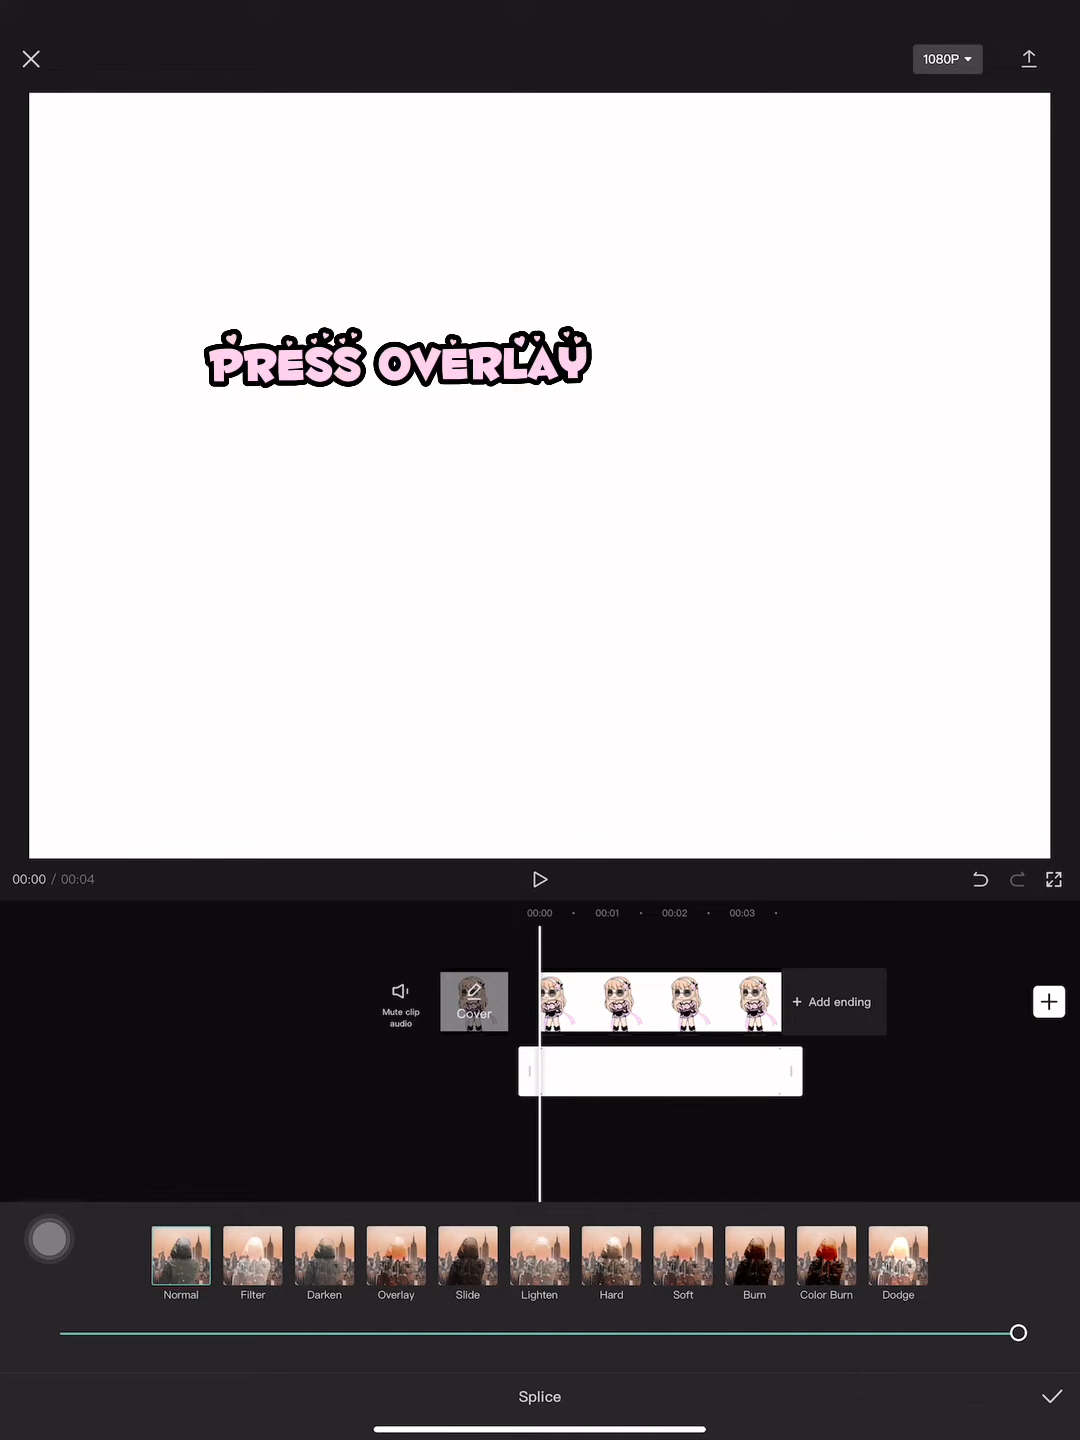 1080P
PRESS OVERLAY
00:00 / 00:04
00:00 00:01 00:02 00:03
Mute clip
audio
Cover
+ Add ending
Normal Filter Darken Overlay Slide Lighten Hard Soft Burn Color Burn Dodge
Splice